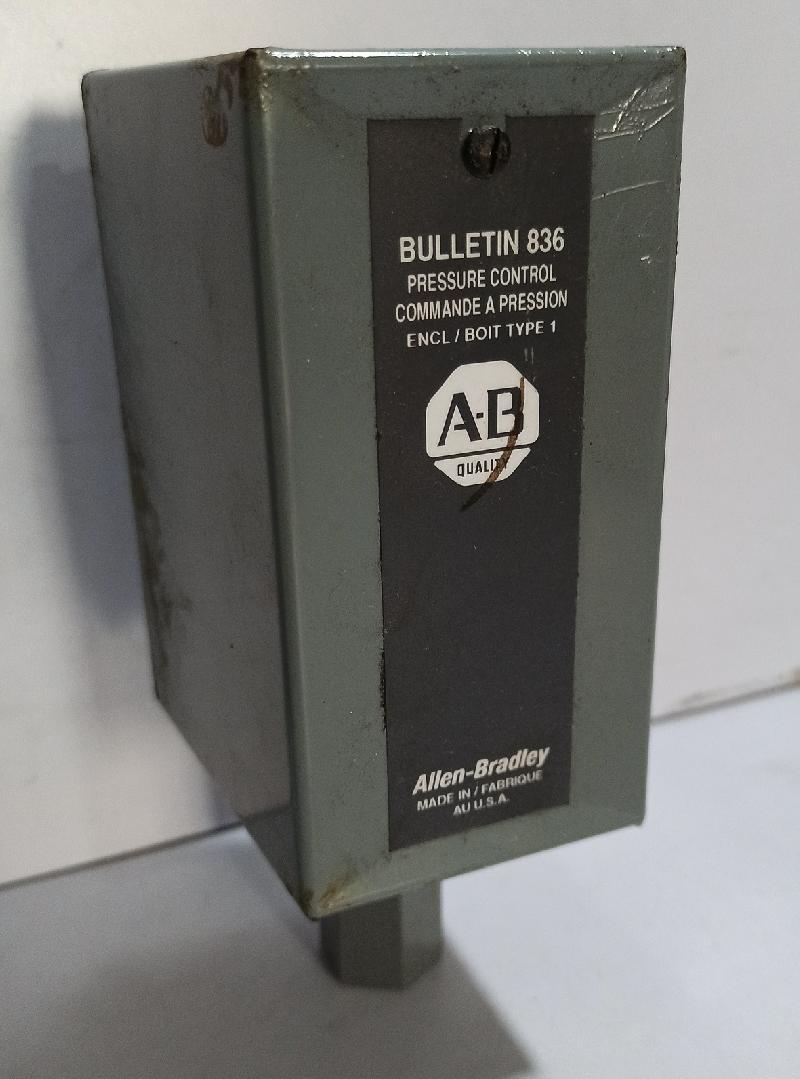 BULLETIN 836
PRESSURE CONTROL
COMMANDE A PRESSION
ENCL / BOIT TYPE 1
A-B
QUALITY
Allen-Bradley
MADE IN / FABRIQUE
AU U.S.A.